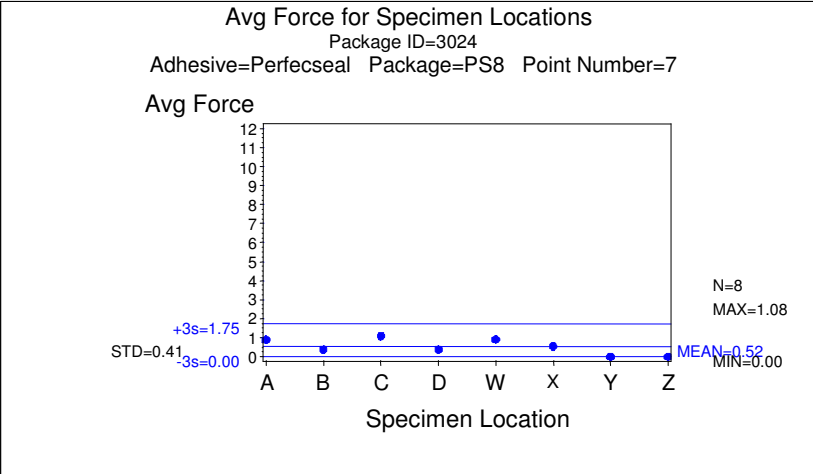 Avg Force for Specimen Locations
Package ID=3024
Adhesive=Perfecseal Package=PS8 Point Number=7
Avg Force
12
11
10
9
8
7
6
5
4
3
2
1
0
N=8
MAX=1.08
+3s=1.75
STD=0.41
-3s=0.00
MEAN=0.52
MIN=0.00
A B C D W X Y Z
Specimen Location